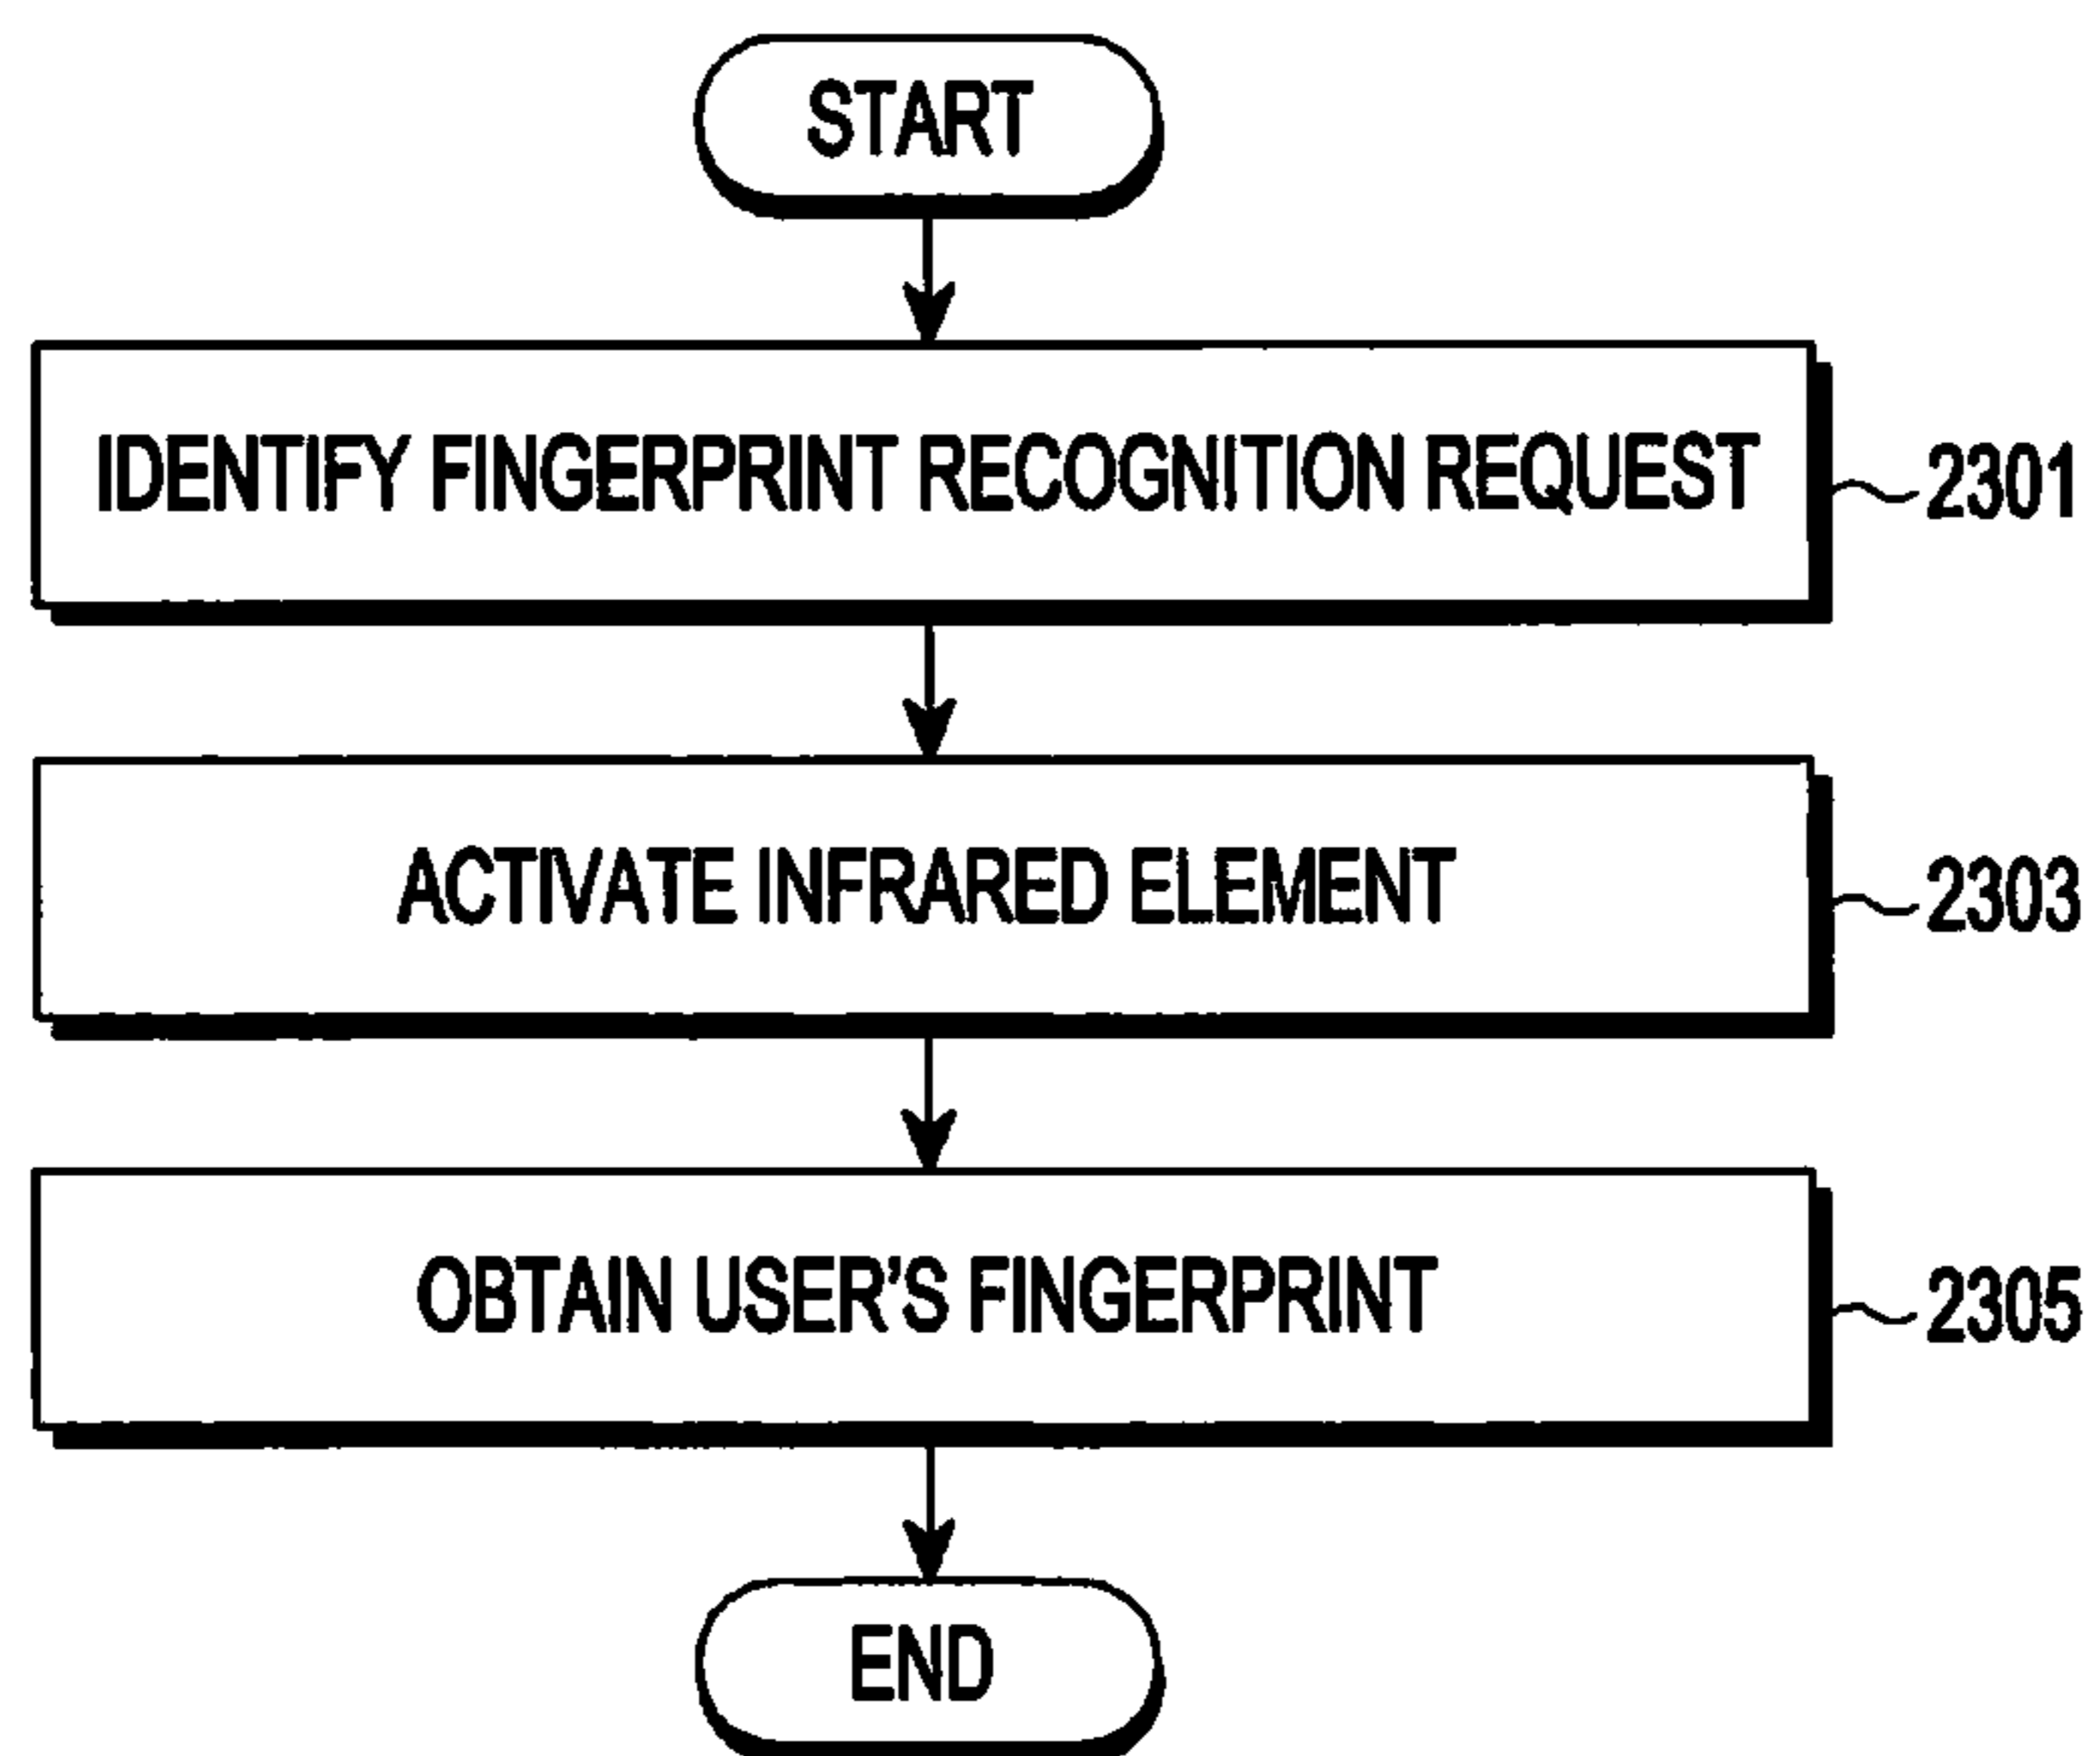 START
IDENTIFY FINGERPRINT RECOGNITION REQUEST
2301
ACTIVATE INFRARED ELEMENT
2303
OBTAIN USER'S FINGERPRINT
2305
END